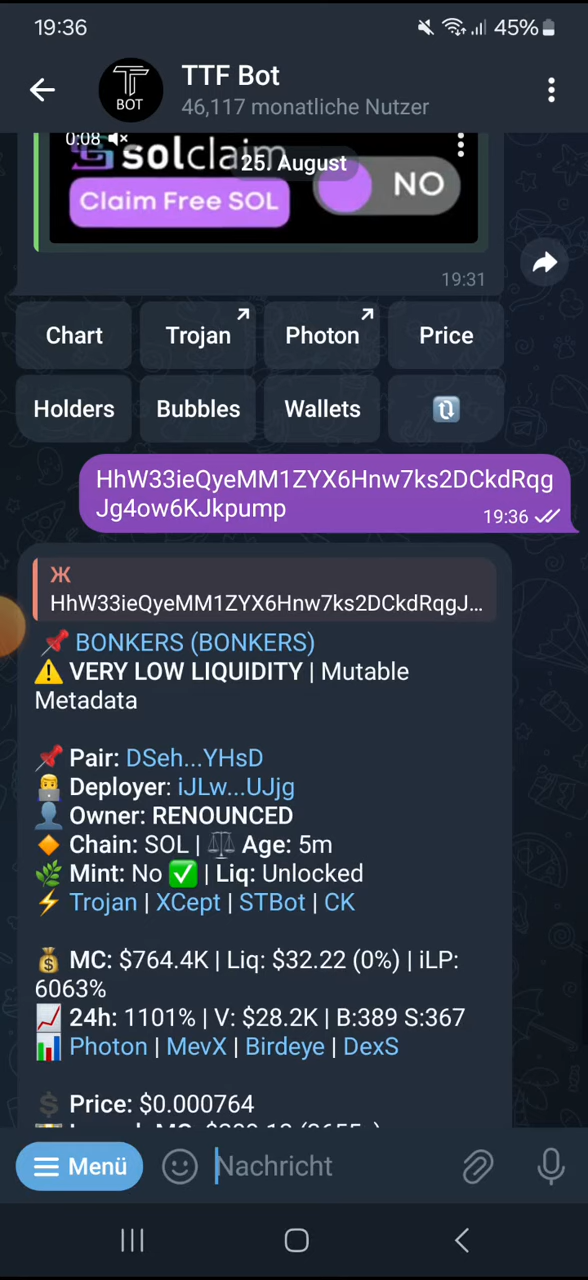 19:36
45%
TTF Bot
46,117 monatliche Nutzer
BOT
0:08
solclaim
25. August
Claim Free SOL
NO
19:31
Chart
Trojan
Photon
Price
Holders
Bubbles
Wallets
HhW33ieQyeMM1ZYX6Hnw7ks2DCkdRqg
Jg4ow6KJkpump
19:36
Ж
HhW33ieQyeMM1ZYX6Hnw7ks2DCkdRqgJ...
📌 BONKERS (BONKERS)
⚠️ VERY LOW LIQUIDITY | Mutable
Metadata
📌 Pair: DSeh...YHsD
👨‍💻 Deployer: iJLw...UJjg
👤 Owner: RENOUNCED
🔸 Chain: SOL | ⚖️ Age: 5m
🌿 Mint: No ✅ | Liq: Unlocked
⚡ Trojan | XCept | STBot | CK
💰 MC: $764.4K | Liq: $32.22 (0%) | iLP:
6063%
📈 24h: 1101% | V: $28.2K | B:389 S:367
📊 Photon | MevX | Birdeye | DexS
💲 Price: $0.000764
Menü
Nachricht